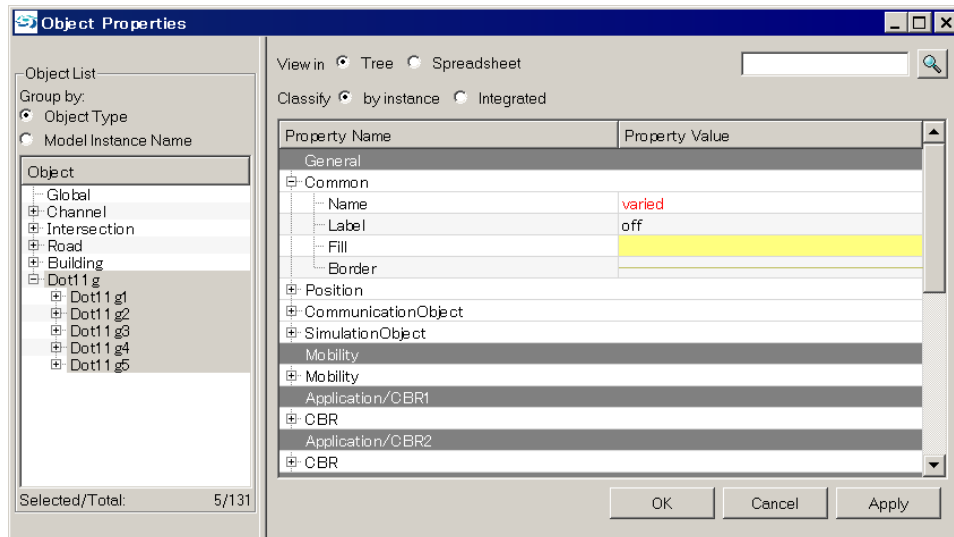 Object Properties
Object List
Group by:
Object Type
Model Instance Name
Object
Global
Channel
Intersection
Road
Building
Dot11g
Dot11g1
Dot11g2
Dot11g3
Dot11g4
Dot11g5
Selected/Total: 5/131
View in Tree Spreadsheet
Classify by instance Integrated
Property Name Property Value
General
Common
Name varied
Label off
Fill
Border
Position
CommunicationObject
SimulationObject
Mobility
Mobility
Application/CBR1
CBR
Application/CBR2
CBR
OK Cancel Apply